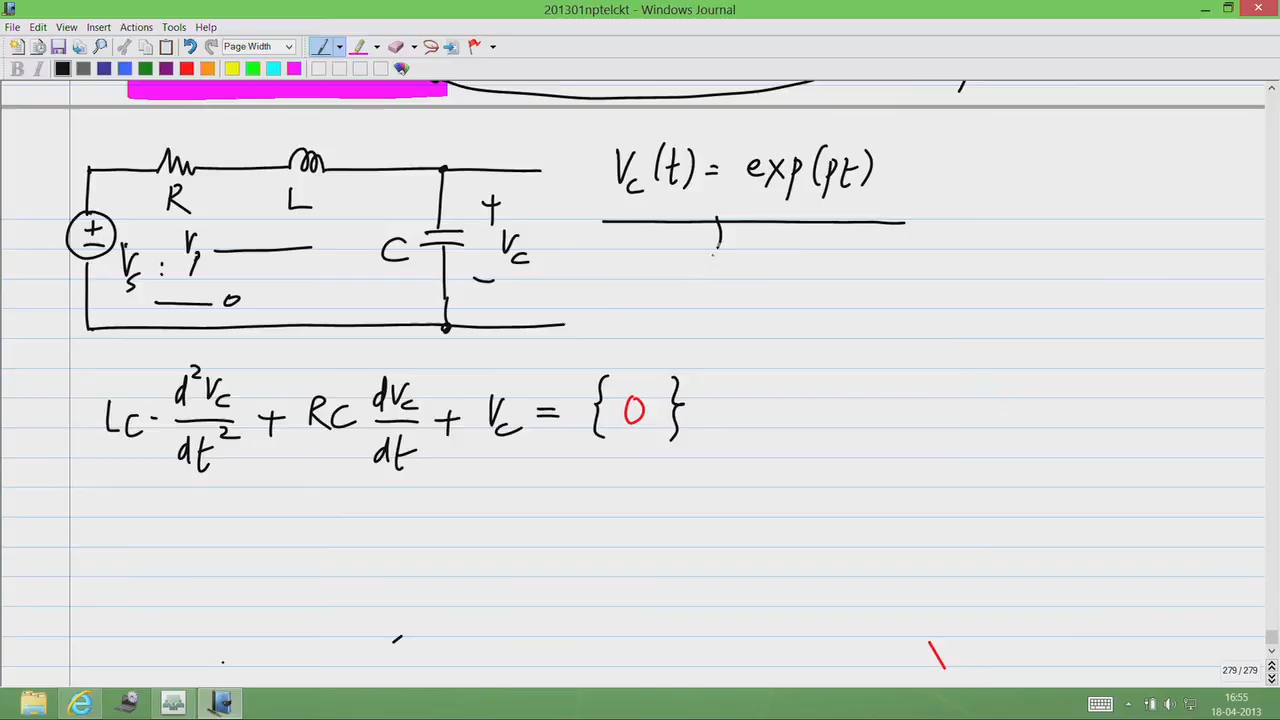 201301nptelckt - Windows Journal
File Edit View Insert Actions Tools Help
Page Width
B I
R L
+
−
Vs : Vp
0
C
+
Vc
−
Vc(t) = exp(pt)
LC · d²Vc/dt² + RC dVc/dt + Vc = { 0 }
279 / 279
16:55
18-04-2013